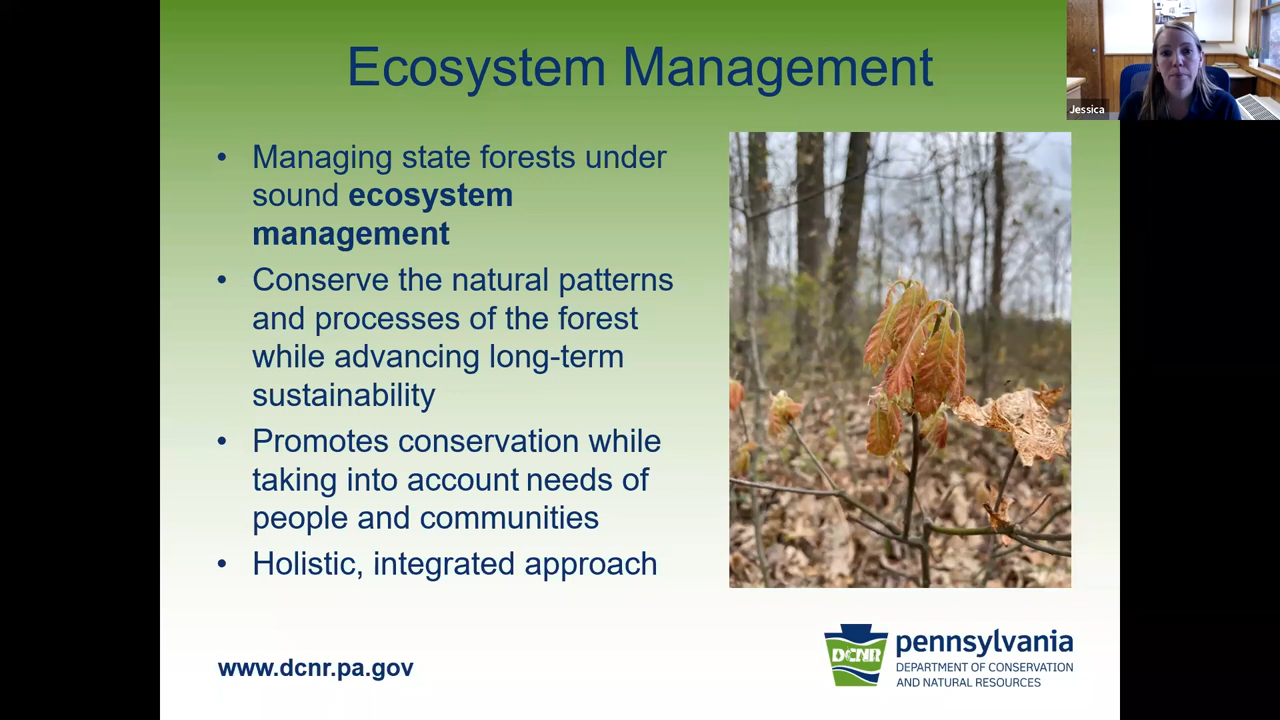 Ecosystem Management
Jessica
• Managing state forests under
sound ecosystem
management
• Conserve the natural patterns
and processes of the forest
while advancing long-term
sustainability
• Promotes conservation while
taking into account needs of
people and communities
• Holistic, integrated approach
www.dcnr.pa.gov
DCNR
pennsylvania
DEPARTMENT OF CONSERVATION
AND NATURAL RESOURCES